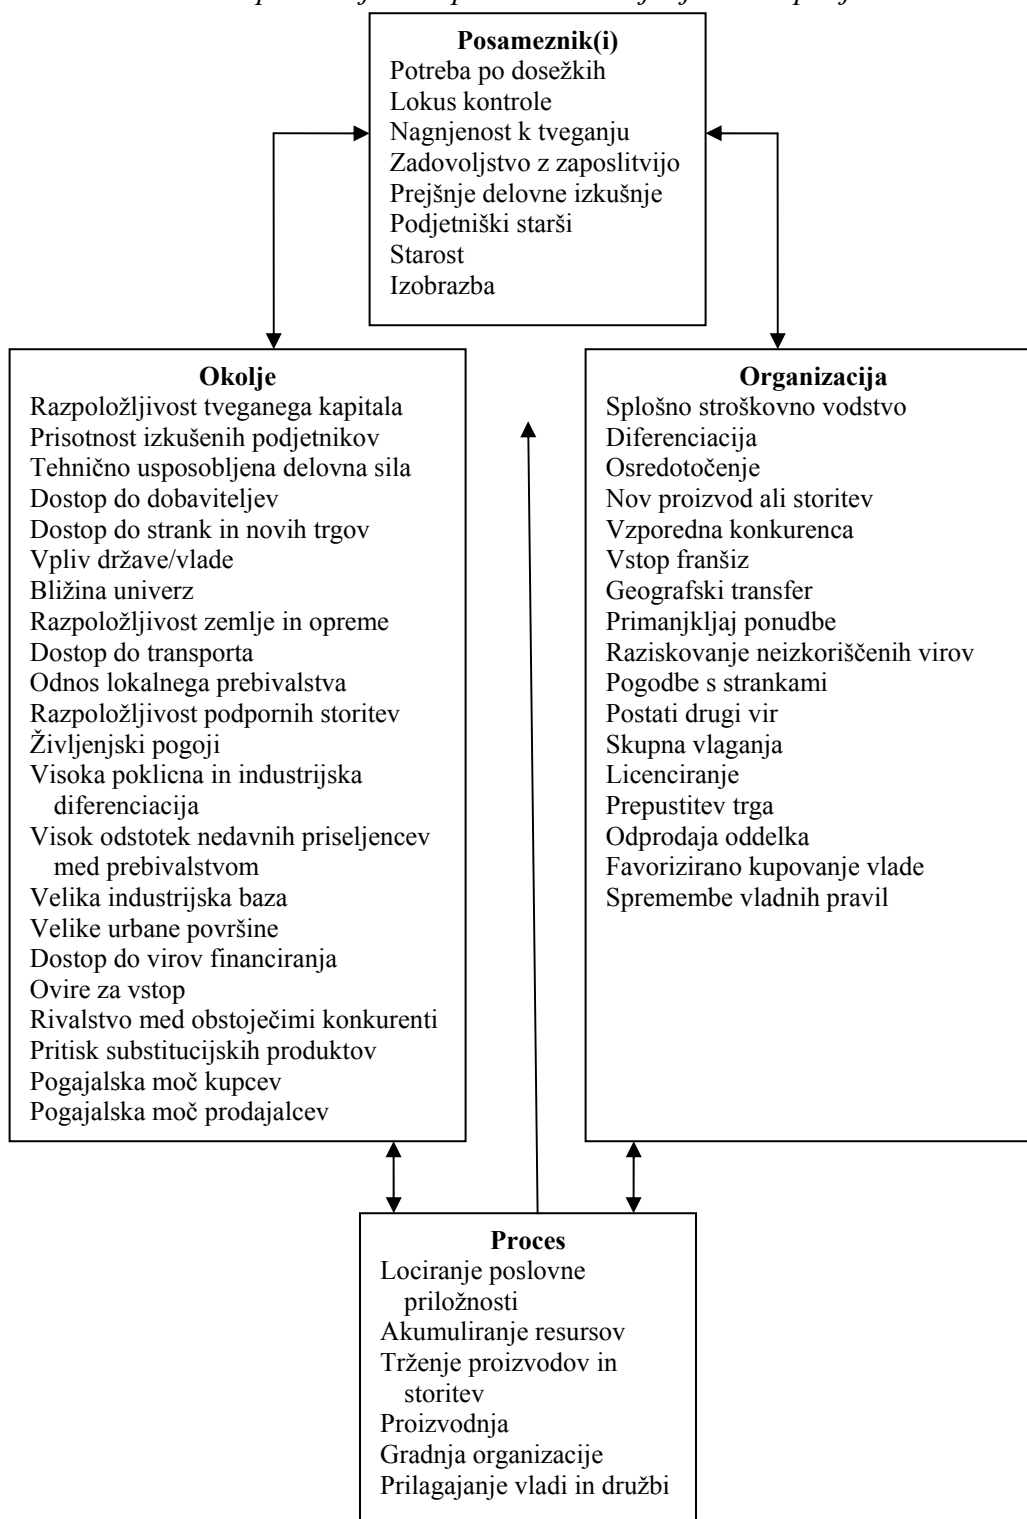 Posameznik(i)
Potreba po dosežkih
Lokus kontrole
Nagnjenost k tveganju
Zadovoljstvo z zaposlitvijo
Prejšnje delovne izkušnje
Podjetniški starši
Starost
Izobrazba
Okolje
Razpoložljivost tveganega kapitala
Prisotnost izkušenih podjetnikov
Tehnično usposobljena delovna sila
Dostop do dobaviteljev
Dostop do strank in novih trgov
Vpliv države/vlade
Bližina univerz
Razpoložljivost zemlje in opreme
Dostop do transporta
Odnos lokalnega prebivalstva
Razpoložljivost podpornih storitev
Življenjski pogoji
Visoka poklicna in industrijska
diferenciacija
Visok odstotek nedavnih priseljencev
med prebivalstvom
Velika industrijska baza
Velike urbane površine
Dostop do virov financiranja
Ovire za vstop
Rivalstvo med obstoječimi konkurenti
Pritisk substitucijskih produktov
Pogajalska moč kupcev
Pogajalska moč prodajalcev
Organizacija
Splošno stroškovno vodstvo
Diferenciacija
Osredotočenje
Nov proizvod ali storitev
Vzporedna konkurenca
Vstop franšiz
Geografski transfer
Primanjkljaj ponudbe
Raziskovanje neizkoriščenih virov
Pogodbe s strankami
Postati drugi vir
Skupna vlaganja
Licenciranje
Prepustitev trga
Odprodaja oddelka
Favorizirano kupovanje vlade
Spremembe vladnih pravil
Proces
Lociranje poslovne
priložnosti
Akumuliranje resursov
Trženje proizvodov in
storitev
Proizvodnja
Gradnja organizacije
Prilagajanje vladi in družbi